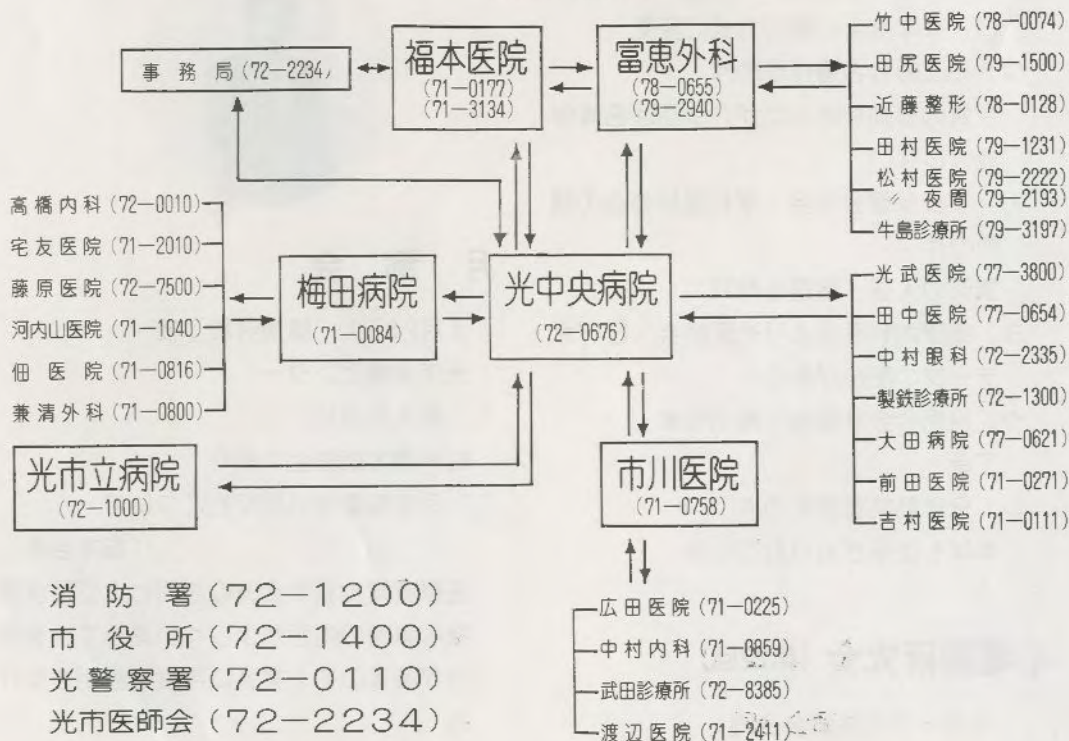 事務局(72-2234)
福本医院
(71-0177)
(71-3134)
富恵外科
(78-0655)
(79-2940)
竹中医院(78-0074)
田尻医院(79-1500)
近藤整形(78-0128)
田村医院(79-1231)
松村医院(79-2222)
〃 夜間(79-2193)
牛島診療所(79-3197)
高橋内科(72-0010)
宅友医院(71-2010)
藤原医院(72-7500)
河内山医院(71-1040)
佃医院(71-0816)
兼清外科(71-0800)
梅田病院
(71-0084)
光中央病院
(72-0676)
光武医院(77-3800)
田中医院(77-0654)
中村眼科(72-2335)
製鉄診療所(72-1300)
大田病院(77-0621)
前田医院(71-0271)
吉村医院(71-0111)
光市立病院
(72-1000)
市川医院
(71-0758)
広田医院(71-0225)
中村内科(71-0859)
武田診療所(72-8385)
渡辺医院(71-2411)
消防署(72-1200)
市役所(72-1400)
光警察署(72-0110)
光市医師会(72-2234)